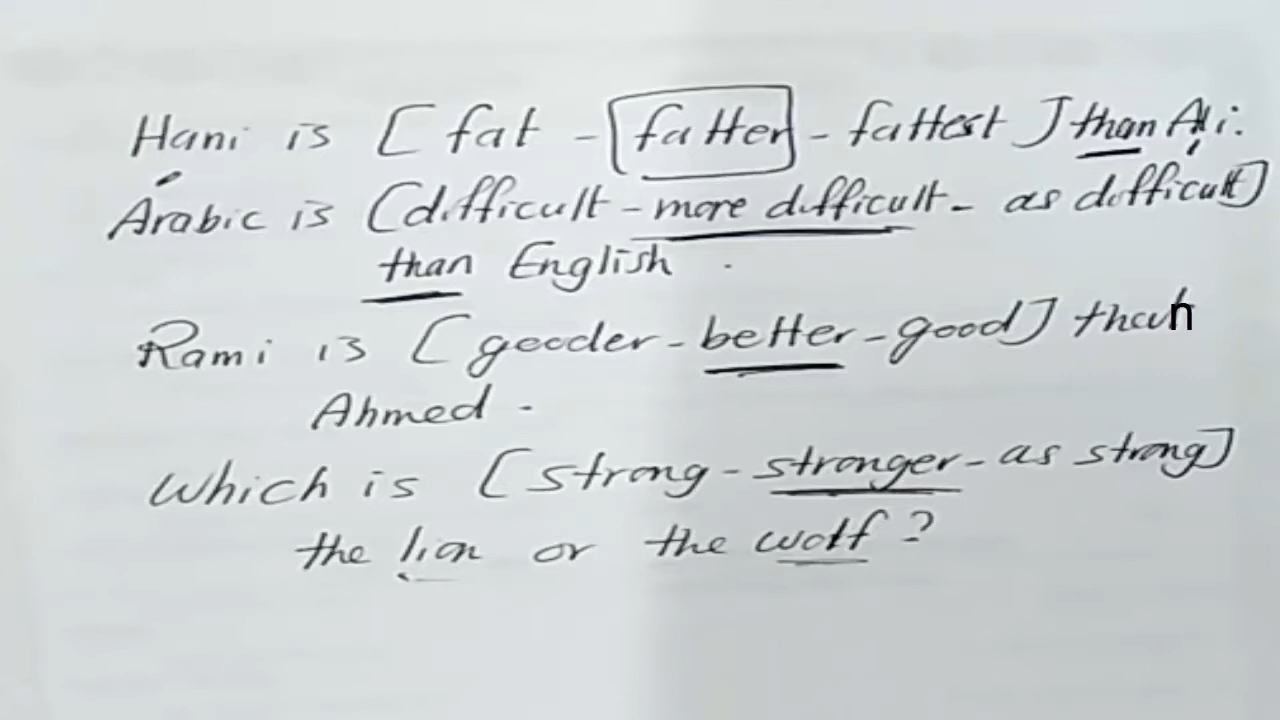 Hani is [fat - fatter - fattest] than Ali.
Arabic is (difficult - more difficult - as difficult]
than English .
Rami is [gooder - better - good] than
Ahmed .
Which is [strong - stronger - as strong]
the lion or the wolf ?